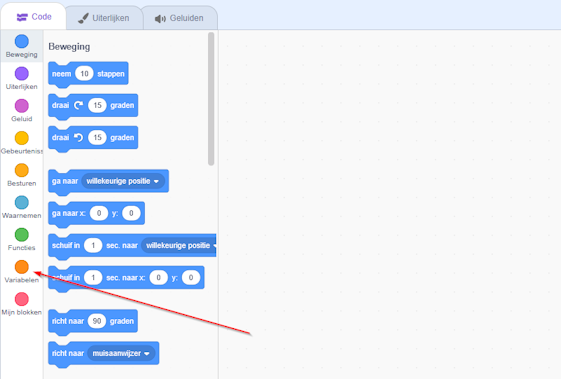 Code
Uiterlijken
Geluiden
Beweging
Uiterlijken
Geluid
Gebeurteniss
Besturen
Waarnemen
Functies
Variabelen
Mijn blokken
Beweging
neem 10 stappen
draai 15 graden
draai 15 graden
ga naar willekeurige positie
ga naar x: 0 y: 0
schuif in 1 sec. naar willekeurige positie
schuif in 1 sec. naar x: 0 y: 0
richt naar 90 graden
richt naar muisaanwijzer